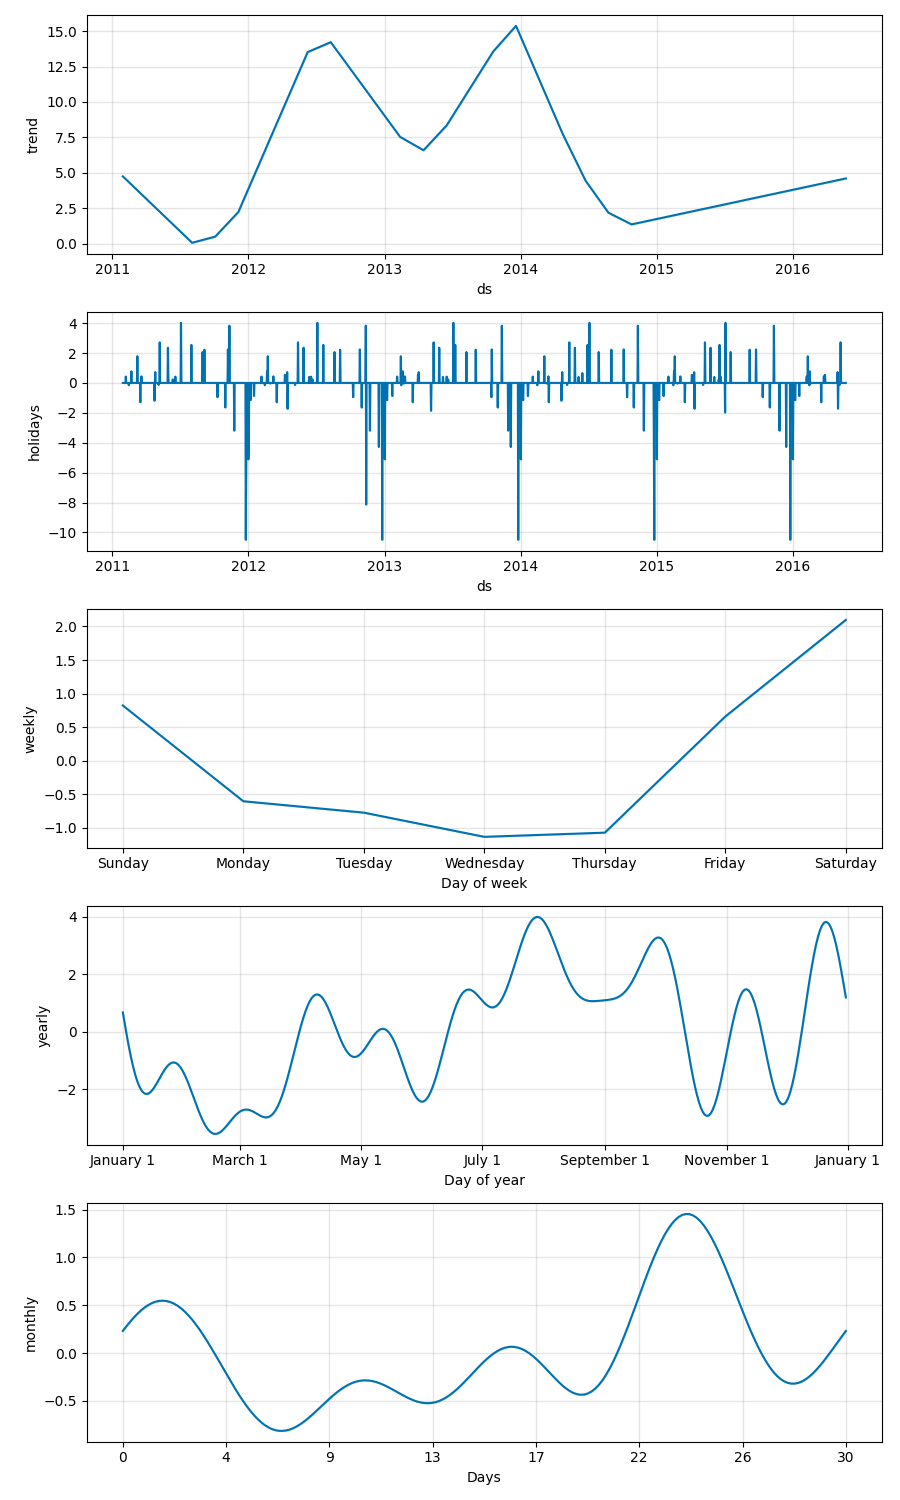 15.0
12.5
10.0
7.5
5.0
2.5
0.0
trend
2011 2012 2013 2014 2015 2016
ds
4
2
0
−2
−4
−6
−8
−10
holidays
2011 2012 2013 2014 2015 2016
ds
2.0
1.5
1.0
0.5
0.0
−0.5
−1.0
weekly
Sunday Monday Tuesday Wednesday Thursday Friday Saturday
Day of week
4
2
0
−2
yearly
January 1 March 1 May 1 July 1 September 1 November 1 January 1
Day of year
1.5
1.0
0.5
0.0
−0.5
monthly
0 4 9 13 17 22 26 30
Days